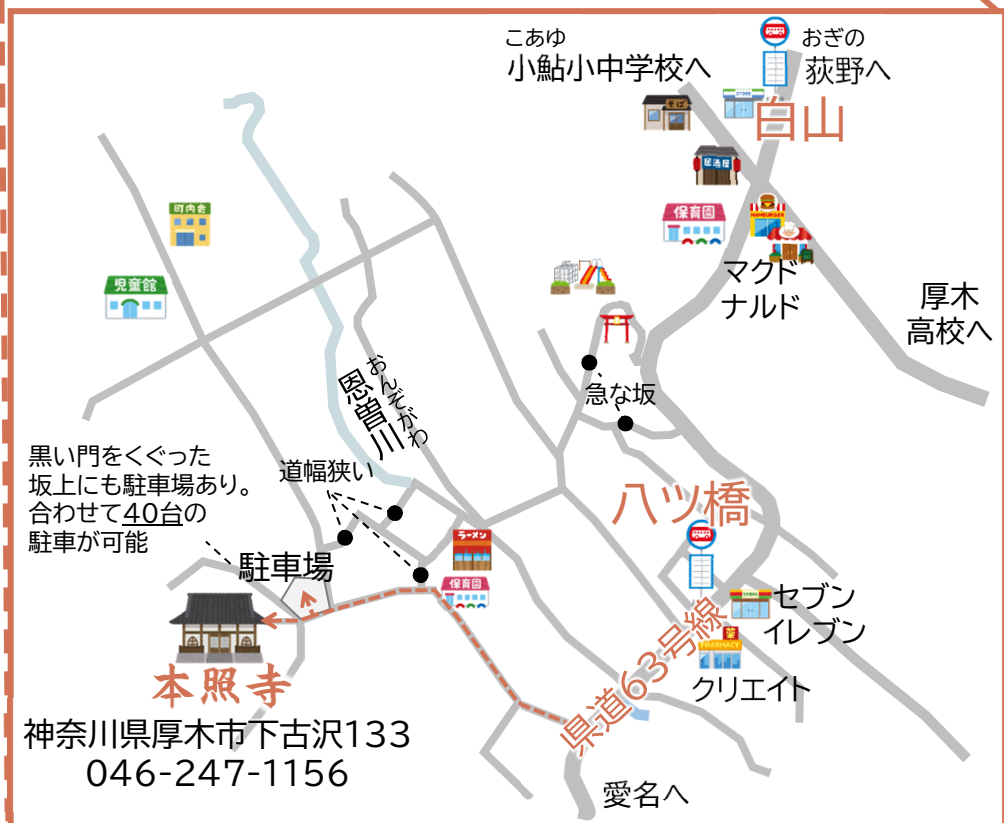 こあゆ
小鮎小中学校へ
おぎの
荻野へ
STORE
白山
そば
居酒屋
町内会
保育園
HAMBURGER
児童館
マクド
ナルド
厚木
高校へ
急な坂
おんぞがわ
恩曽川
黒い門をくぐった
坂上にも駐車場あり。
合わせて40台の
駐車が可能
道幅狭い
八ツ橋
ラーメン
駐車場
保育園
セブン
イレブン
県道63号線
薬
PHARMACY
クリエイト
本照寺
神奈川県厚木市下古沢133
046-247-1156
愛名へ